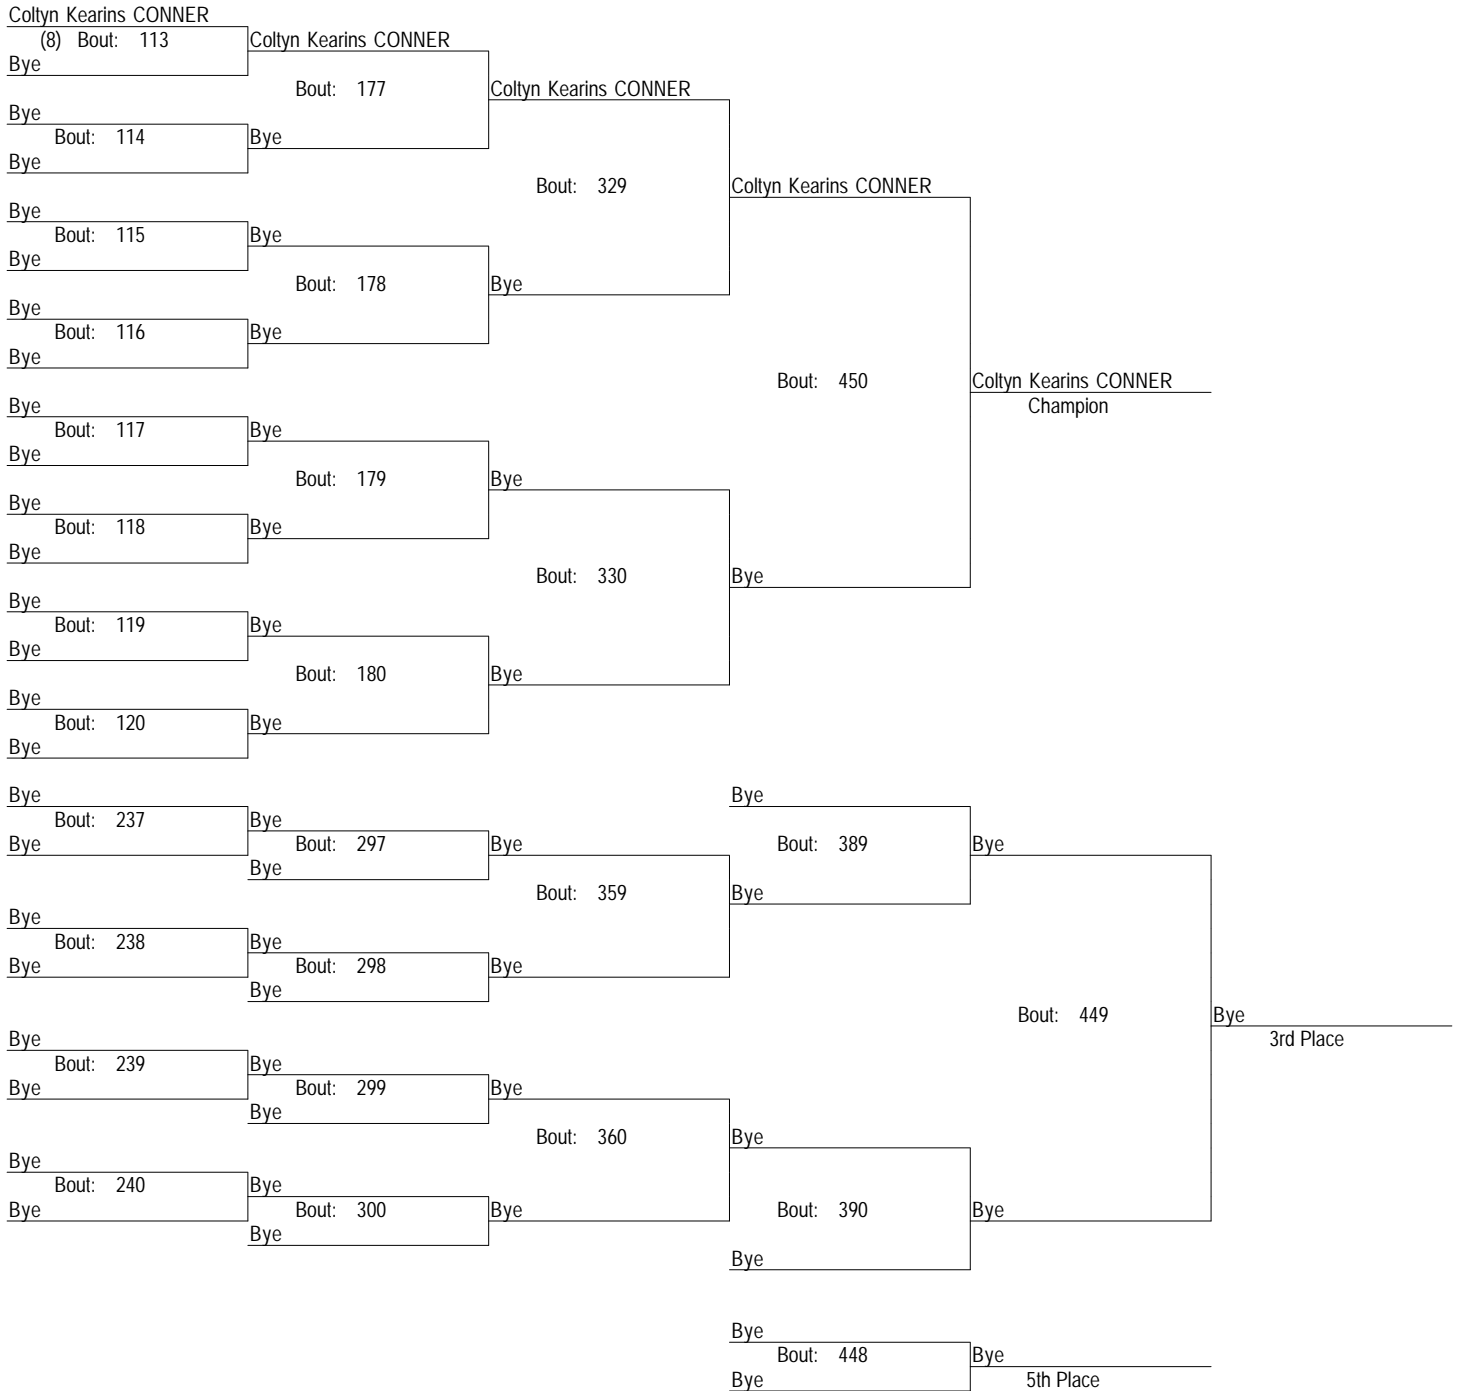 Coltyn Kearins CONNER
(8) Bout: 113 Coltyn Kearins CONNER
Bye
Bout: 177 Coltyn Kearins CONNER
Bye
Bout: 114 Bye
Bye
Bout: 329 Coltyn Kearins CONNER
Bye
Bout: 115 Bye
Bye
Bout: 178 Bye
Bye
Bout: 116 Bye
Bye
Bout: 450 Coltyn Kearins CONNER
Bye Champion
Bout: 117 Bye
Bye
Bout: 179 Bye
Bye
Bout: 118 Bye
Bye
Bout: 330 Bye
Bye
Bout: 119 Bye
Bye
Bout: 180 Bye
Bye
Bout: 120 Bye
Bye
Bye Bye
Bout: 237 Bye
Bye Bout: 297 Bye Bout: 389 Bye
Bye
Bout: 359 Bye
Bye
Bout: 238 Bye
Bye Bout: 298 Bye
Bye
Bout: 449 Bye
Bye 3rd Place
Bout: 239 Bye
Bye Bout: 299 Bye
Bye
Bout: 360 Bye
Bye
Bout: 240 Bye
Bye Bout: 300 Bye Bout: 390 Bye
Bye
Bye
Bye
Bout: 448 Bye
Bye 5th Place